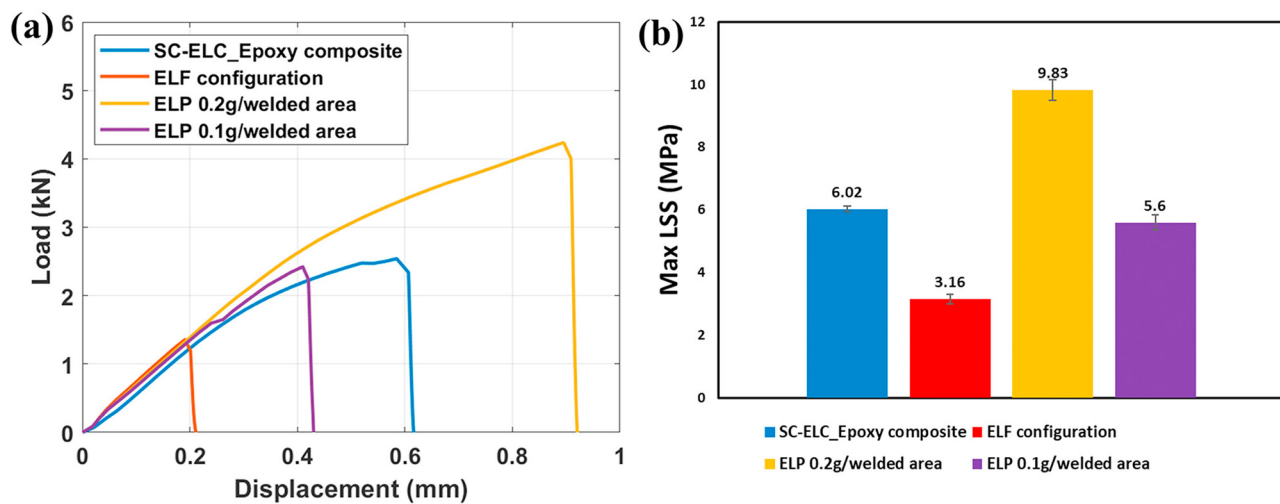 (a)
6
5
4
3
2
1
0
Load (kN)
SC-ELC_Epoxy composite
ELF configuration
ELP 0.2g/welded area
ELP 0.1g/welded area
0 0.2 0.4 0.6 0.8 1
Displacement (mm)
(b)
12
10
8
6
4
2
0
Max LSS (MPa)
6.02
3.16
9.83
5.6
SC-ELC_Epoxy composite ELF configuration
ELP 0.2g/welded area ELP 0.1g/welded area